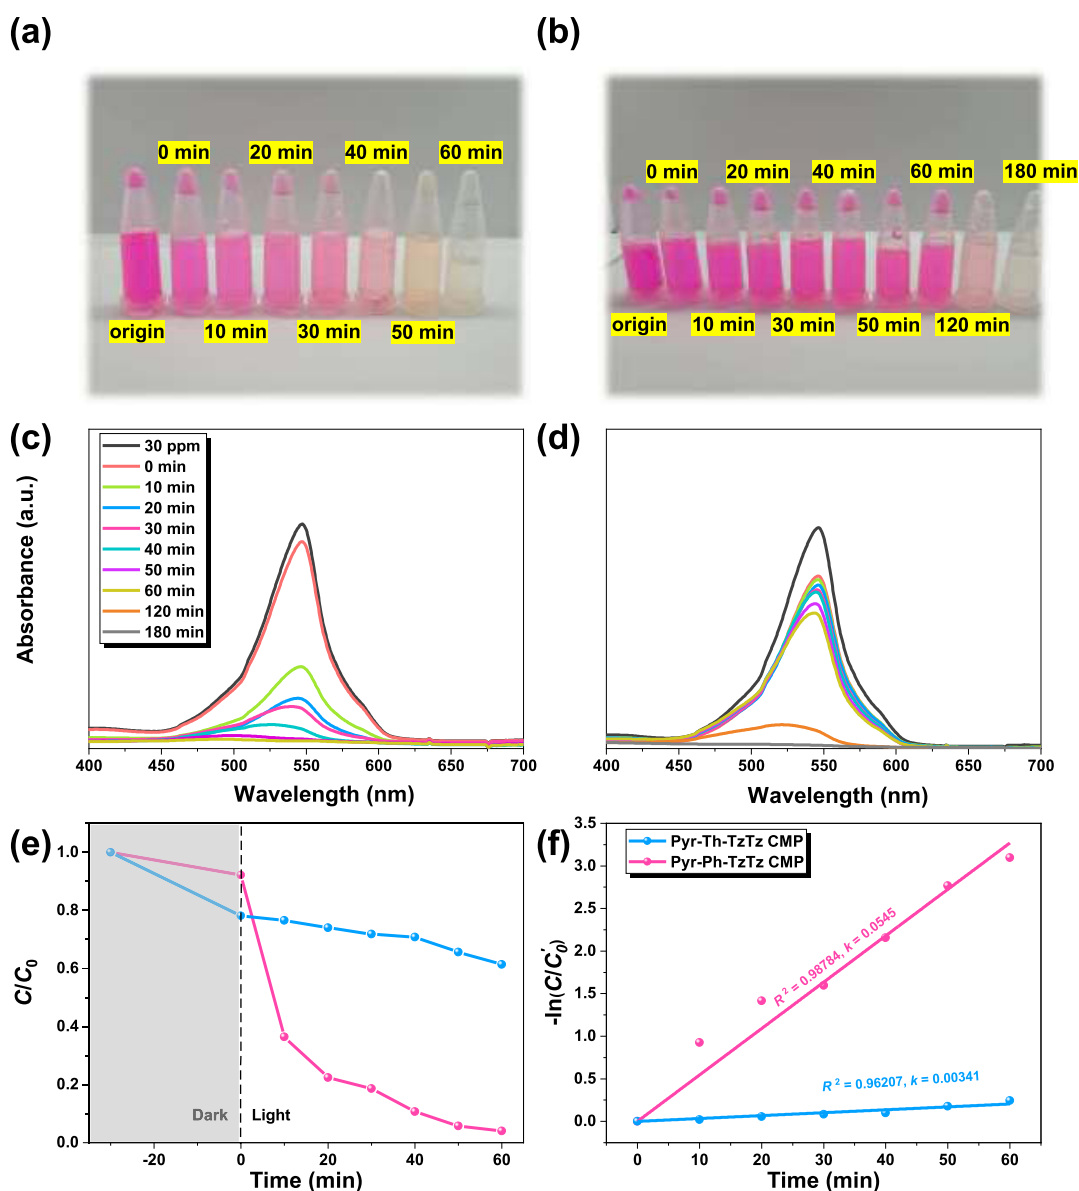 (a)
(b)
0 min
20 min
40 min
60 min
origin
10 min
30 min
50 min
0 min
20 min
40 min
60 min
180 min
origin
10 min
30 min
50 min
120 min
(c)
Absorbance (a.u.)
30 ppm
0 min
10 min
20 min
30 min
40 min
50 min
60 min
120 min
180 min
400 450 500 550 600 650 700
Wavelength (nm)
(d)
400 450 500 550 600 650 700
Wavelength (nm)
(e)
C/C0
1.0
0.8
0.6
0.4
0.2
0.0
Dark
Light
-20 0 20 40 60
Time (min)
(f)
-ln(C/C0')
3.5
3.0
2.5
2.0
1.5
1.0
0.5
0.0
Pyr-Th-TzTz CMP
Pyr-Ph-TzTz CMP
R2 = 0.98784, k = 0.0545
R2 = 0.96207, k = 0.00341
0 10 20 30 40 50 60
Time (min)